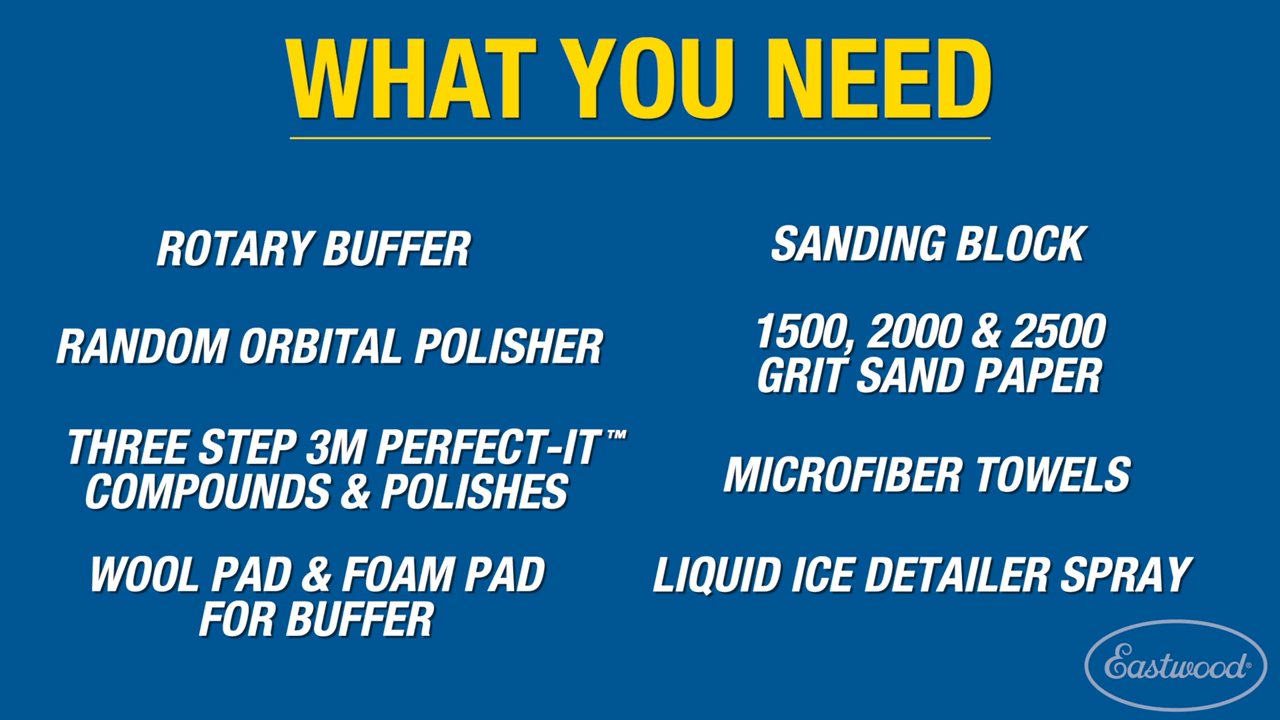 WHAT YOU NEED
ROTARY BUFFER
RANDOM ORBITAL POLISHER
THREE STEP 3M PERFECT-IT™
COMPOUNDS & POLISHES
WOOL PAD & FOAM PAD
FOR BUFFER
SANDING BLOCK
1500, 2000 & 2500
GRIT SAND PAPER
MICROFIBER TOWELS
LIQUID ICE DETAILER SPRAY
Eastwood®